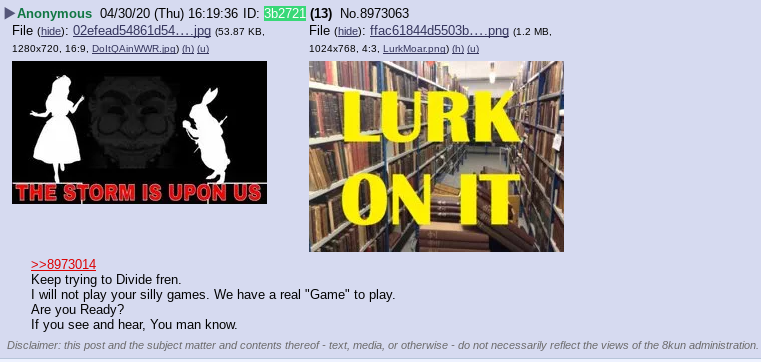 ▶Anonymous 04/30/20 (Thu) 16:19:36 ID: 3b2721 (13) No.8973063
File (hide): 02efead54861d54….jpg (53.87 KB, 1280x720, 16:9, DoItQAinWWR.jpg) (h) (u)
File (hide): ffac61844d5503b….png (1.2 MB, 1024x768, 4:3, LurkMoar.png) (h) (u)
THE STORM IS UPON US
LURK
ON IT
>>8973014
Keep trying to Divide fren.
I will not play your silly games. We have a real "Game" to play.
Are you Ready?
If you see and hear, You man know.
Disclaimer: this post and the subject matter and contents thereof - text, media, or otherwise - do not necessarily reflect the views of the 8kun administration.